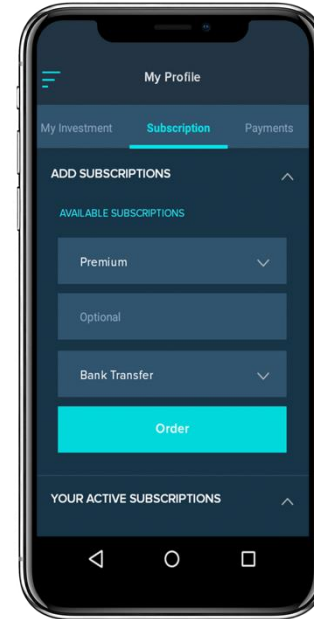 My Profile
My Investment Subscription Payments
ADD SUBSCRIPTIONS
AVAILABLE SUBSCRIPTIONS
Premium
Optional
Bank Transfer
Order
YOUR ACTIVE SUBSCRIPTIONS